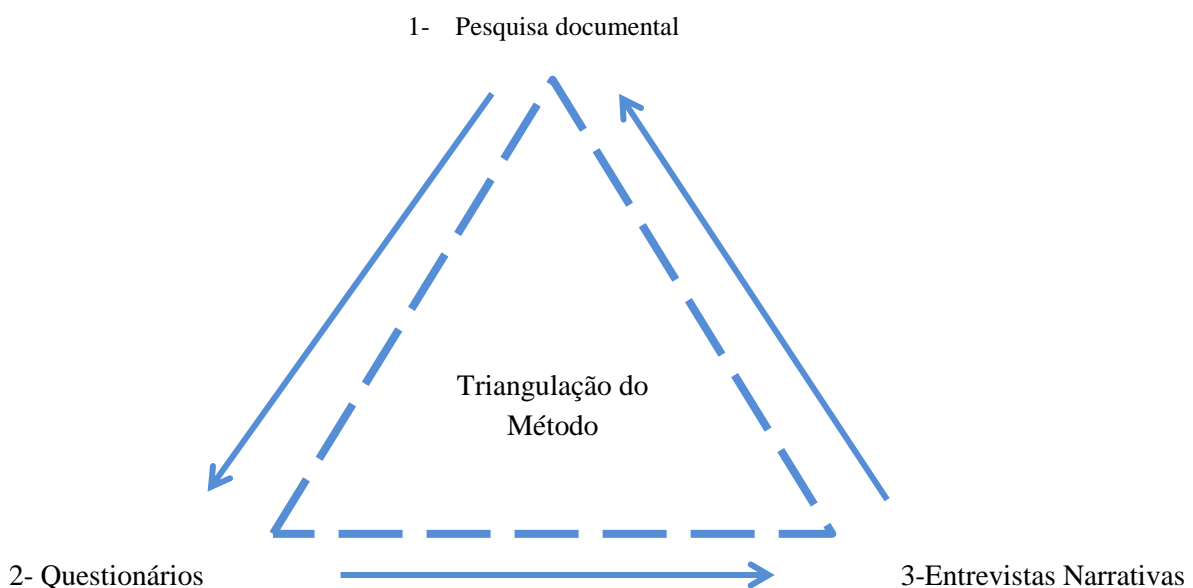 1- Pesquisa documental
Triangulação do
Método
2- Questionários
3-Entrevistas Narrativas